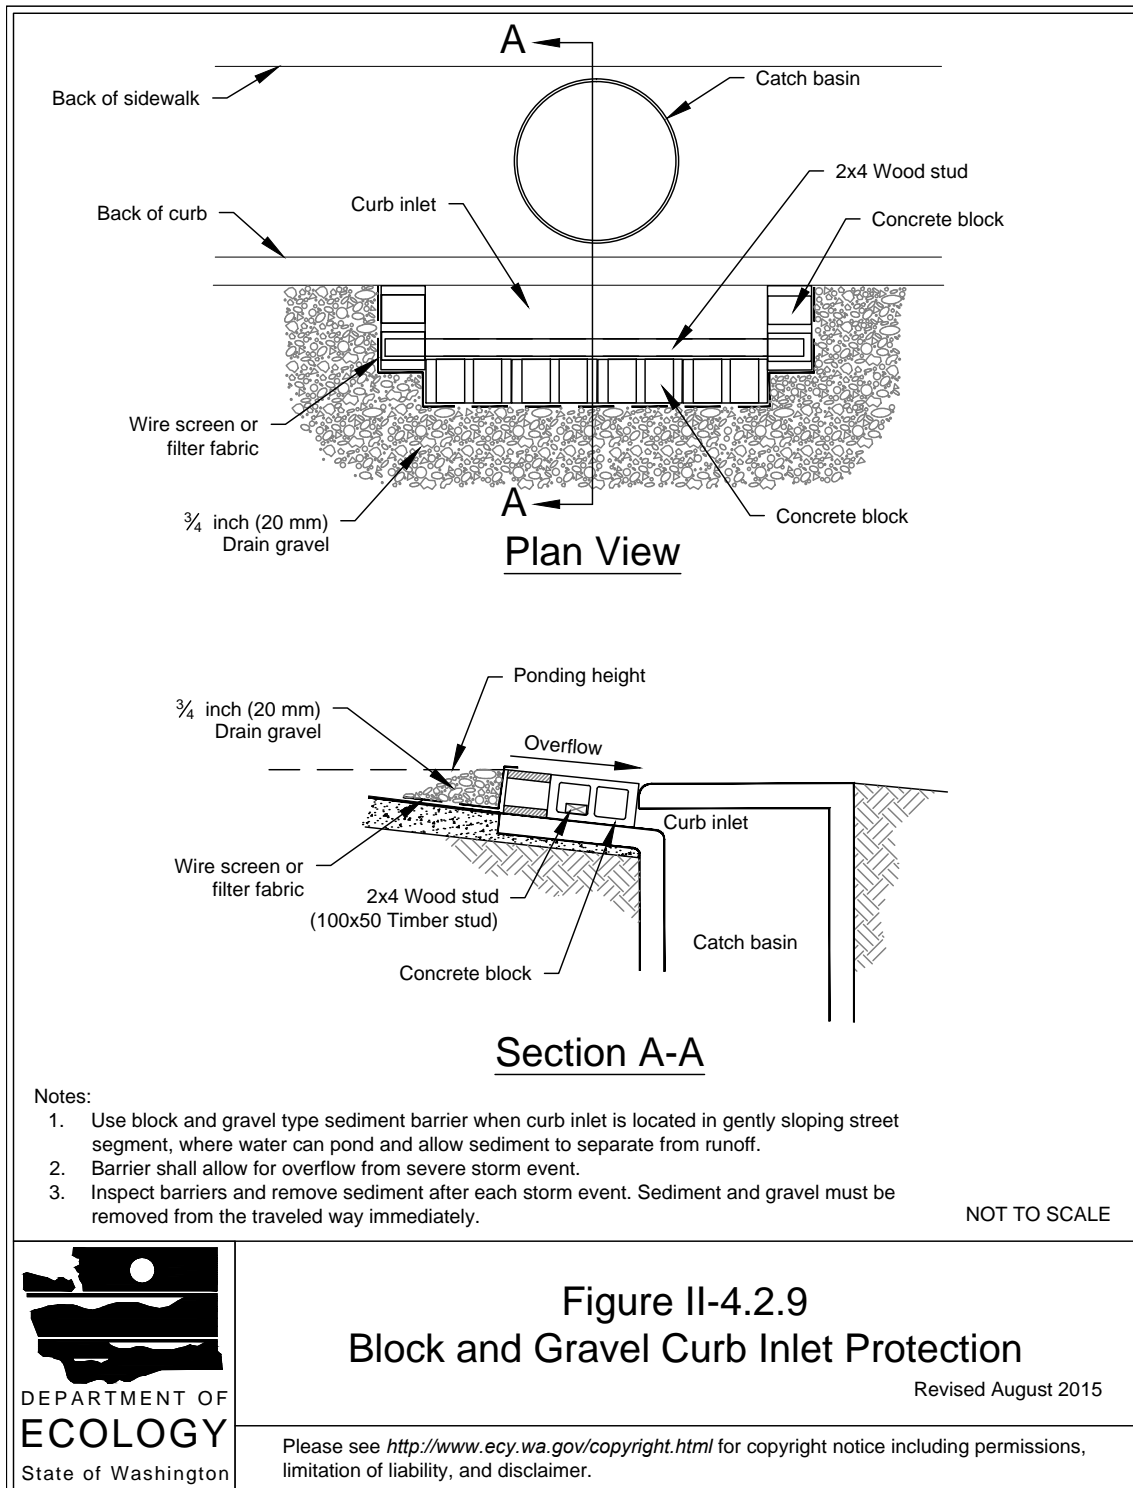 A
Back of sidewalk
Catch basin
2x4 Wood stud
Back of curb
Curb inlet
Concrete block
Wire screen or
filter fabric
A
¾ inch (20 mm)
Drain gravel
Concrete block
Plan View
Ponding height
¾ inch (20 mm)
Drain gravel
Overflow
Curb inlet
Wire screen or
filter fabric
2x4 Wood stud
(100x50 Timber stud)
Catch basin
Concrete block
Section A-A
Notes:
1. Use block and gravel type sediment barrier when curb inlet is located in gently sloping street
segment, where water can pond and allow sediment to separate from runoff.
2. Barrier shall allow for overflow from severe storm event.
3. Inspect barriers and remove sediment after each storm event. Sediment and gravel must be
removed from the traveled way immediately.
NOT TO SCALE
DEPARTMENT OF
ECOLOGY
State of Washington
Figure II-4.2.9
Block and Gravel Curb Inlet Protection
Revised August 2015
Please see http://www.ecy.wa.gov/copyright.html for copyright notice including permissions,
limitation of liability, and disclaimer.